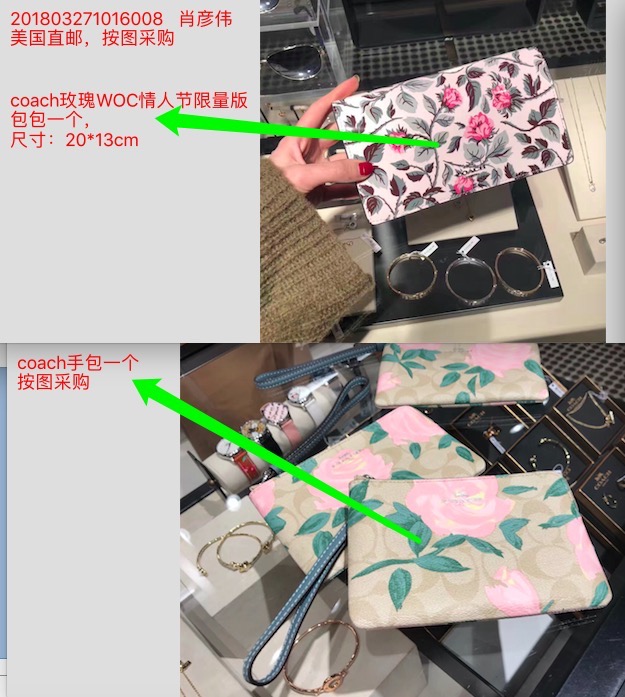 201803271016008 肖彦伟
美国直邮，按图采购
coach玫瑰WOC情人节限量版
包包一个，
尺寸：20*13cm
coach手包一个
按图采购